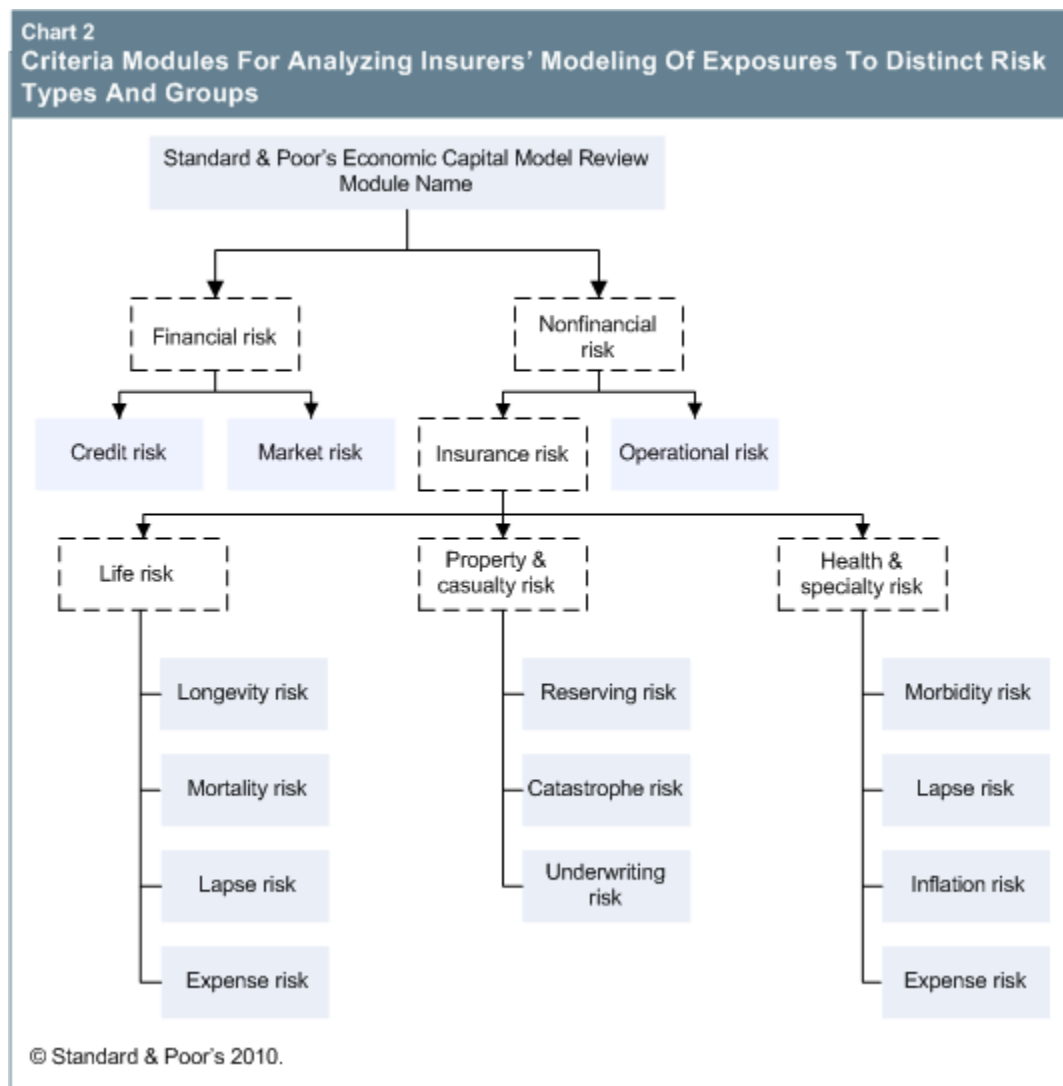 Chart 2
Criteria Modules For Analyzing Insurers’ Modeling Of Exposures To Distinct Risk
Types And Groups
Standard & Poor’s Economic Capital Model Review
Module Name
Financial risk
Nonfinancial
risk
Credit risk
Market risk
Insurance risk
Operational risk
Life risk
Property &
casualty risk
Health &
specialty risk
Longevity risk
Reserving risk
Morbidity risk
Mortality risk
Catastrophe risk
Lapse risk
Lapse risk
Underwriting
risk
Inflation risk
Expense risk
Expense risk
© Standard & Poor’s 2010.